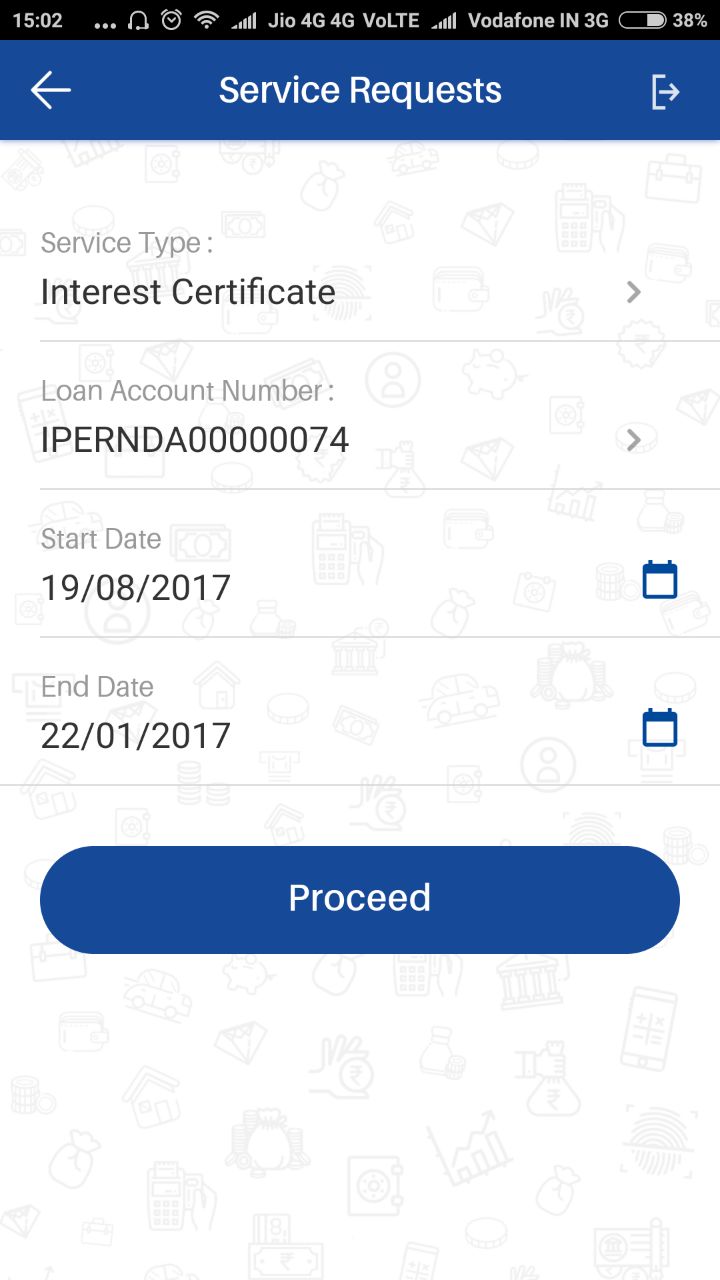 15:02 ... Jio 4G 4G VoLTE Vodafone IN 3G 38%
Service Requests
Service Type :
Interest Certificate
Loan Account Number :
IPERNDA00000074
Start Date
19/08/2017
End Date
22/01/2017
Proceed